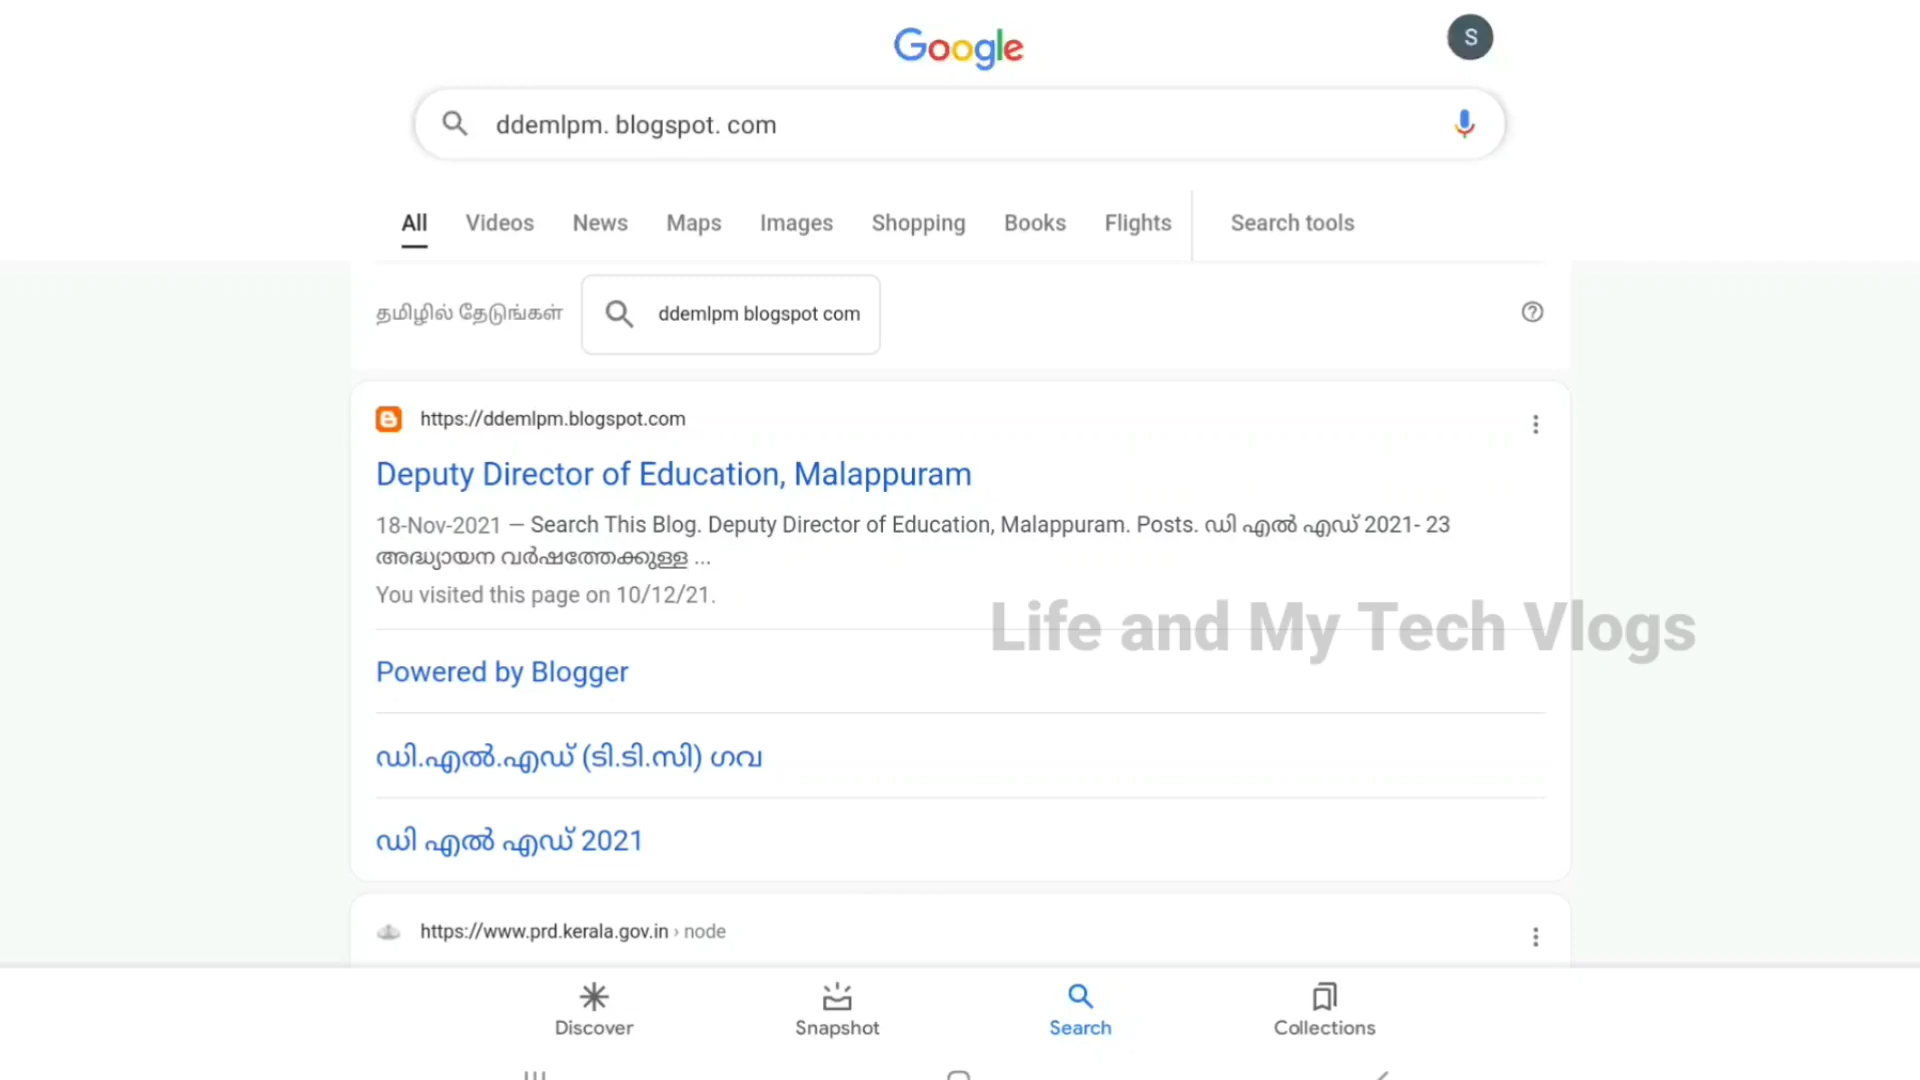 Google
S
ddemlpm. blogspot. com
All Videos News Maps Images Shopping Books Flights Search tools
தமிழில் தேடுங்கள் ddemlpm blogspot com
https://ddemlpm.blogspot.com
Deputy Director of Education, Malappuram
18-Nov-2021 — Search This Blog. Deputy Director of Education, Malappuram. Posts. ഡി എൽ എഡ് 2021- 23
അദ്ധ്യായന വർഷത്തേക്കുള്ള ...
You visited this page on 10/12/21.
Life and My Tech Vlogs
Powered by Blogger
ഡി.എൽ.എഡ് (ടി.ടി.സി) ഗവ
ഡി എൽ എഡ് 2021
https://www.prd.kerala.gov.in › node
Discover Snapshot Search Collections